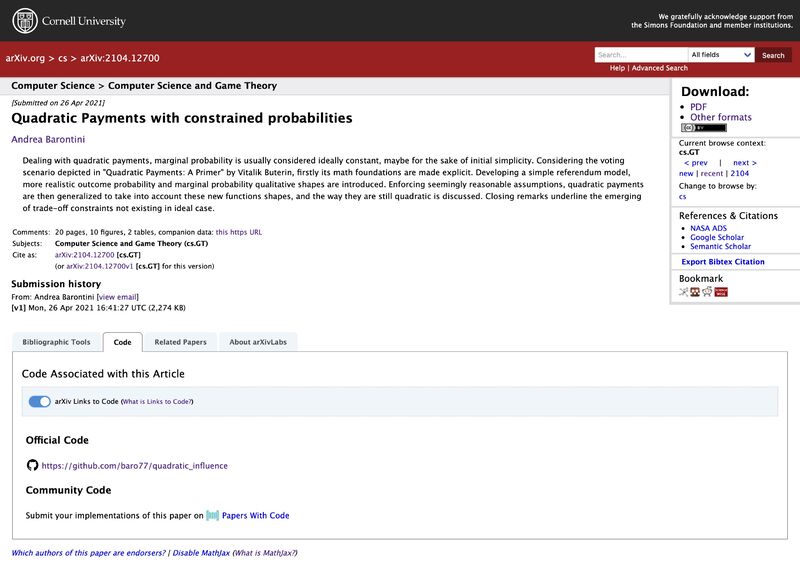 Cornell University
We gratefully acknowledge support from
the Simons Foundation and member institutions.
arXiv.org > cs > arXiv:2104.12700
Search...
All fields
Search
Help | Advanced Search
Computer Science > Computer Science and Game Theory
[Submitted on 26 Apr 2021]
Quadratic Payments with constrained probabilities
Andrea Barontini
Dealing with quadratic payments, marginal probability is usually considered ideally constant, maybe for the sake of initial simplicity. Considering the voting
scenario depicted in "Quadratic Payments: A Primer" by Vitalik Buterin, firstly its math foundations are made explicit. Developing a simple referendum model,
more realistic outcome probability and marginal probability qualitative shapes are introduced. Enforcing seemingly reasonable assumptions, quadratic payments
are then generalized to take into account these new functions shapes, and the way they are still quadratic is discussed. Closing remarks underline the emerging
of trade-off constraints not existing in ideal case.
Comments: 20 pages, 10 figures, 2 tables, companion data: this https URL
Subjects: Computer Science and Game Theory (cs.GT)
Cite as: arXiv:2104.12700 [cs.GT]
(or arXiv:2104.12700v1 [cs.GT] for this version)
Submission history
From: Andrea Barontini [view email]
[v1] Mon, 26 Apr 2021 16:41:27 UTC (2,274 KB)
Download:
PDF
Other formats
(cc) BY
Current browse context:
cs.GT
< prev | next >
new | recent | 2104
Change to browse by:
cs
References & Citations
NASA ADS
Google Scholar
Semantic Scholar
Export Bibtex Citation
Bookmark
Bibliographic Tools
Code
Related Papers
About arXivLabs
Code Associated with this Article
arXiv Links to Code (What is Links to Code?)
Official Code
https://github.com/baro77/quadratic_influence
Community Code
Submit your implementations of this paper on Papers With Code
Which authors of this paper are endorsers? | Disable MathJax (What is MathJax?)